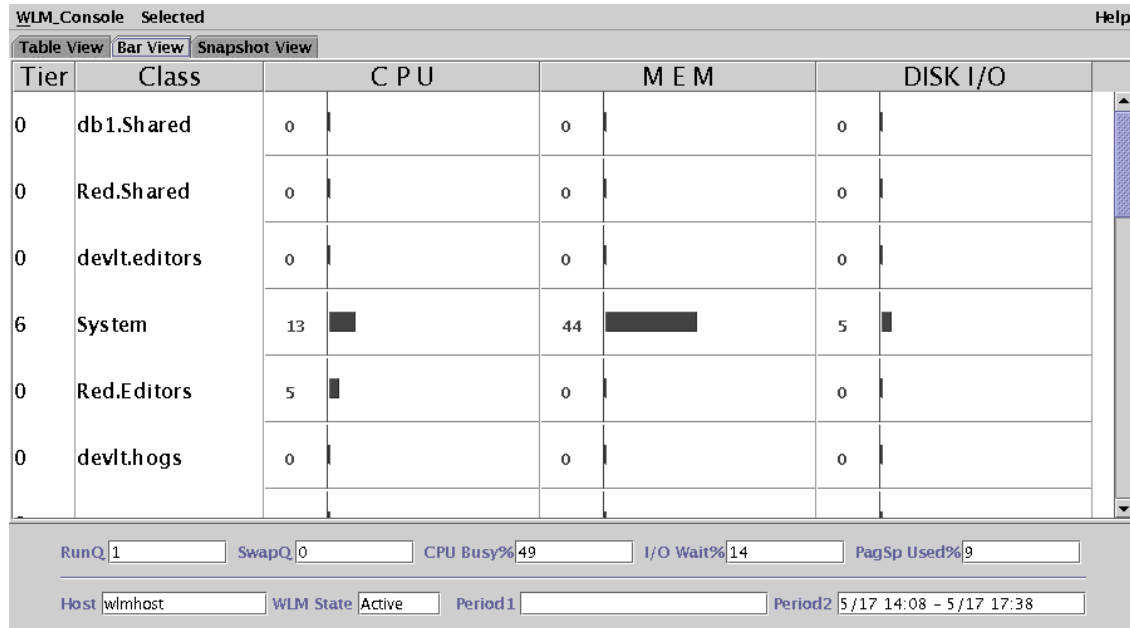 WLM_Console Selected Help
Table View Bar View Snapshot View
Tier Class CPU MEM DISK I/O
0 db1.Shared 0 0 0
0 Red.Shared 0 0 0
0 devlt.editors 0 0 0
6 System 13 44 5
0 Red.Editors 5 0 0
0 devlt.hogs 0 0 0
RunQ 1 SwapQ 0 CPU Busy% 49 I/O Wait% 14 PagSp Used% 9
Host wlmhost WLM State Active Period1 Period2 5/17 14:08 - 5/17 17:38